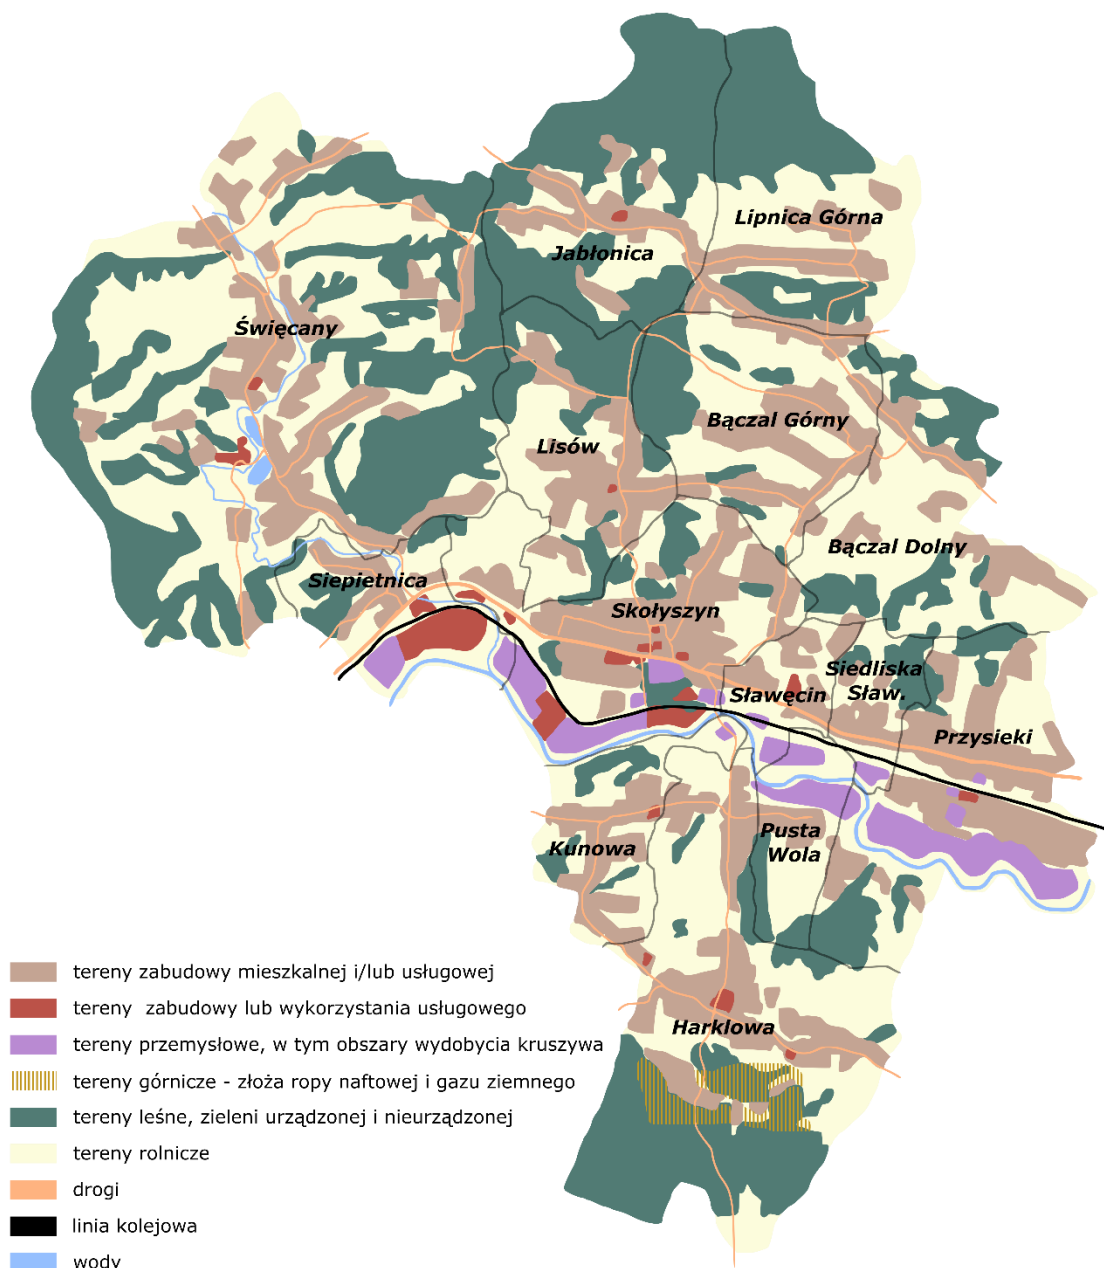 Lipnica Górna
Jabłonica
Święcany
Bączal Górny
Lisów
Bączal Dolny
Siepietnica
Skołyszyn
Siedliska
Sław.
Sławęcin
Przysieki
Pusta
Wola
Kunowa
Harklowa
tereny zabudowy mieszkalnej i/lub usługowej
tereny zabudowy lub wykorzystania usługowego
tereny przemysłowe, w tym obszary wydobycia kruszywa
tereny górnicze - złoża ropy naftowej i gazu ziemnego
tereny leśne, zieleni urządzonej i nieurządzonej
tereny rolnicze
drogi
linia kolejowa
wody